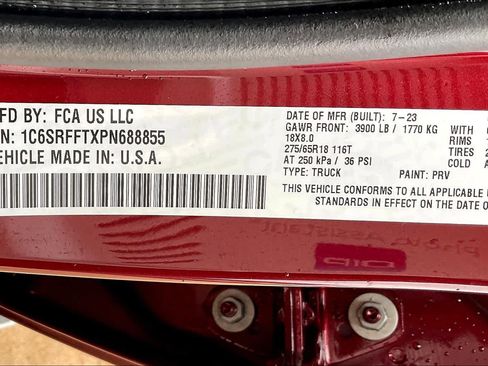 MFD BY: FCA US LLC
N: 1C6SRFFTXPN688855
VEHICLE MADE IN: U.S.A.
DATE OF MFR (BUILT): 7-23
GAWR FRONT: 3900 LB / 1770 KG
18X8.0
275/65R18 116T
AT 250 kPa / 36 PSI
TYPE: TRUCK
PAINT: PRV
THIS VEHICLE CONFORMS TO ALL APPLICABLE
STANDARDS IN EFFECT ON THE DATE O
WITH
RIMS
TIRES
COLD A